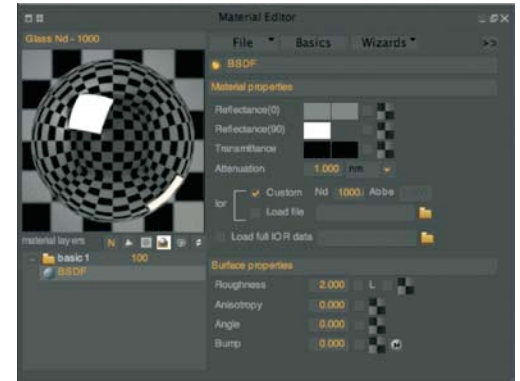 Material Editor
Glass Nd - 1000
File Basics Wizards >>
BSDF
Material properties
Reflectance(0)
Reflectance(90)
Transmittance
Attenuation 1.000 nm
Ior Custom Nd 1000. Abbe
Load file
Load full IOR data
material layers N
basic 1 100
BSDF
Surface properties
Roughness 2.000 L
Anisotropy 0.000
Angle 0.000
Bump 0.000